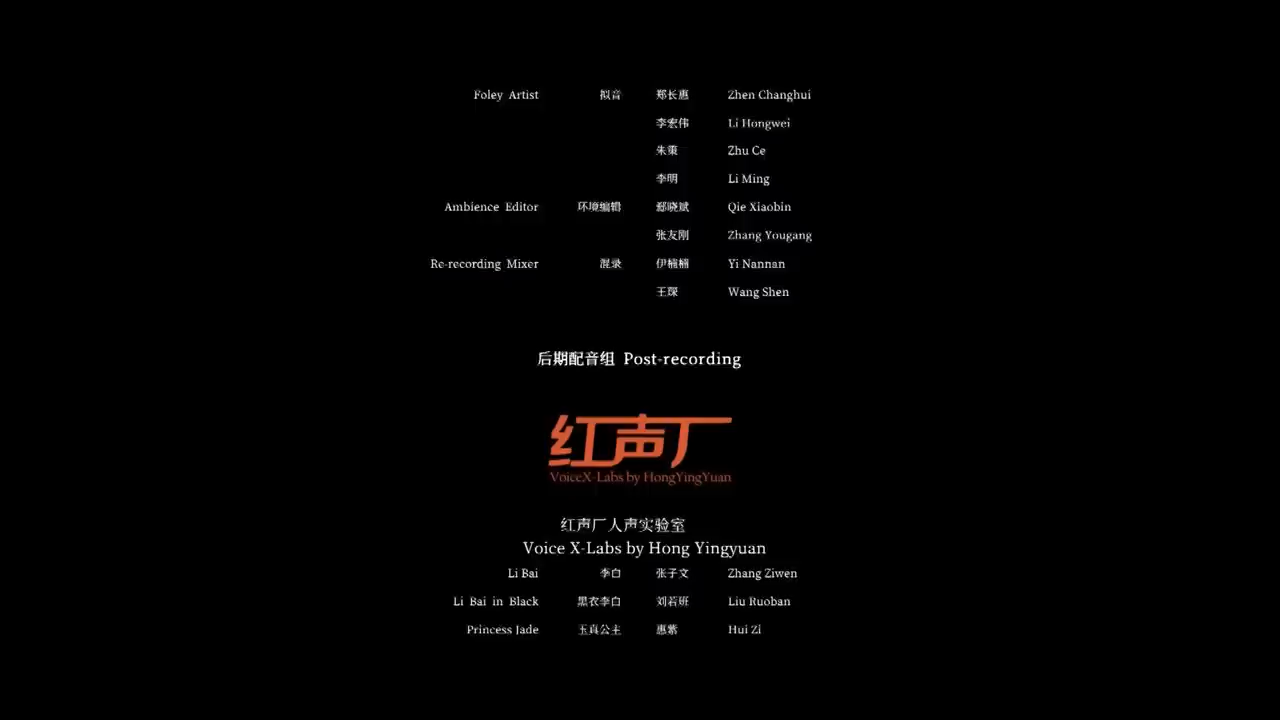 Foley Artist 拟音 郑长惠 Zhen Changhui
李宏伟 Li Hongwei
朱策 Zhu Ce
李明 Li Ming
Ambience Editor 环境编辑 郄晓斌 Qie Xiaobin
张友刚 Zhang Yougang
Re-recording Mixer 混录 伊楠楠 Yi Nannan
王琛 Wang Shen
后期配音组 Post-recording
红声厂
VoiceX-Labs by HongYingYuan
红声厂人声实验室
Voice X-Labs by Hong Yingyuan
Li Bai 李白 张子文 Zhang Ziwen
Li Bai in Black 黑衣李白 刘若班 Liu Ruoban
Princess Jade 玉真公主 惠紫 Hui Zi